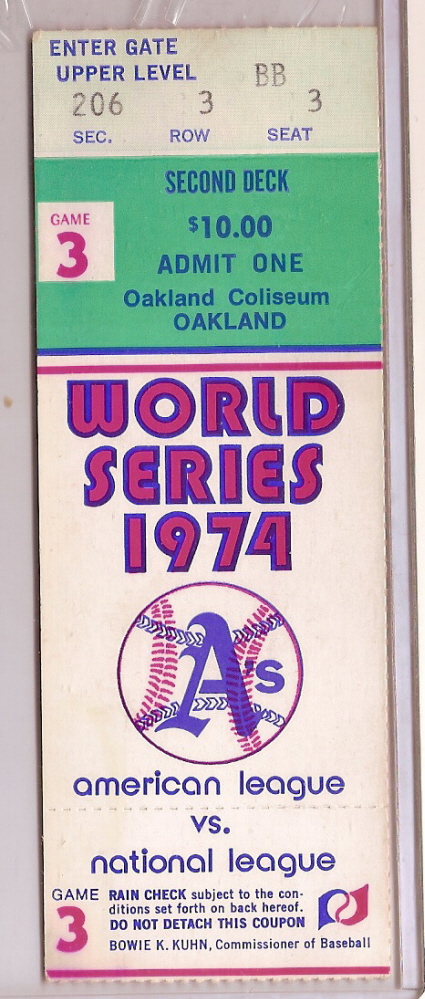 ENTER GATE
UPPER LEVEL BB
206 3 3
SEC. ROW SEAT
SECOND DECK
GAME
3
$10.00
ADMIT ONE
Oakland Coliseum
OAKLAND
WORLD
SERIES
1974
A's
american league
vs.
national league
GAME
3
RAIN CHECK subject to the con-
ditions set forth on back hereof.
DO NOT DETACH THIS COUPON
BOWIE K. KUHN, Commissioner of Baseball